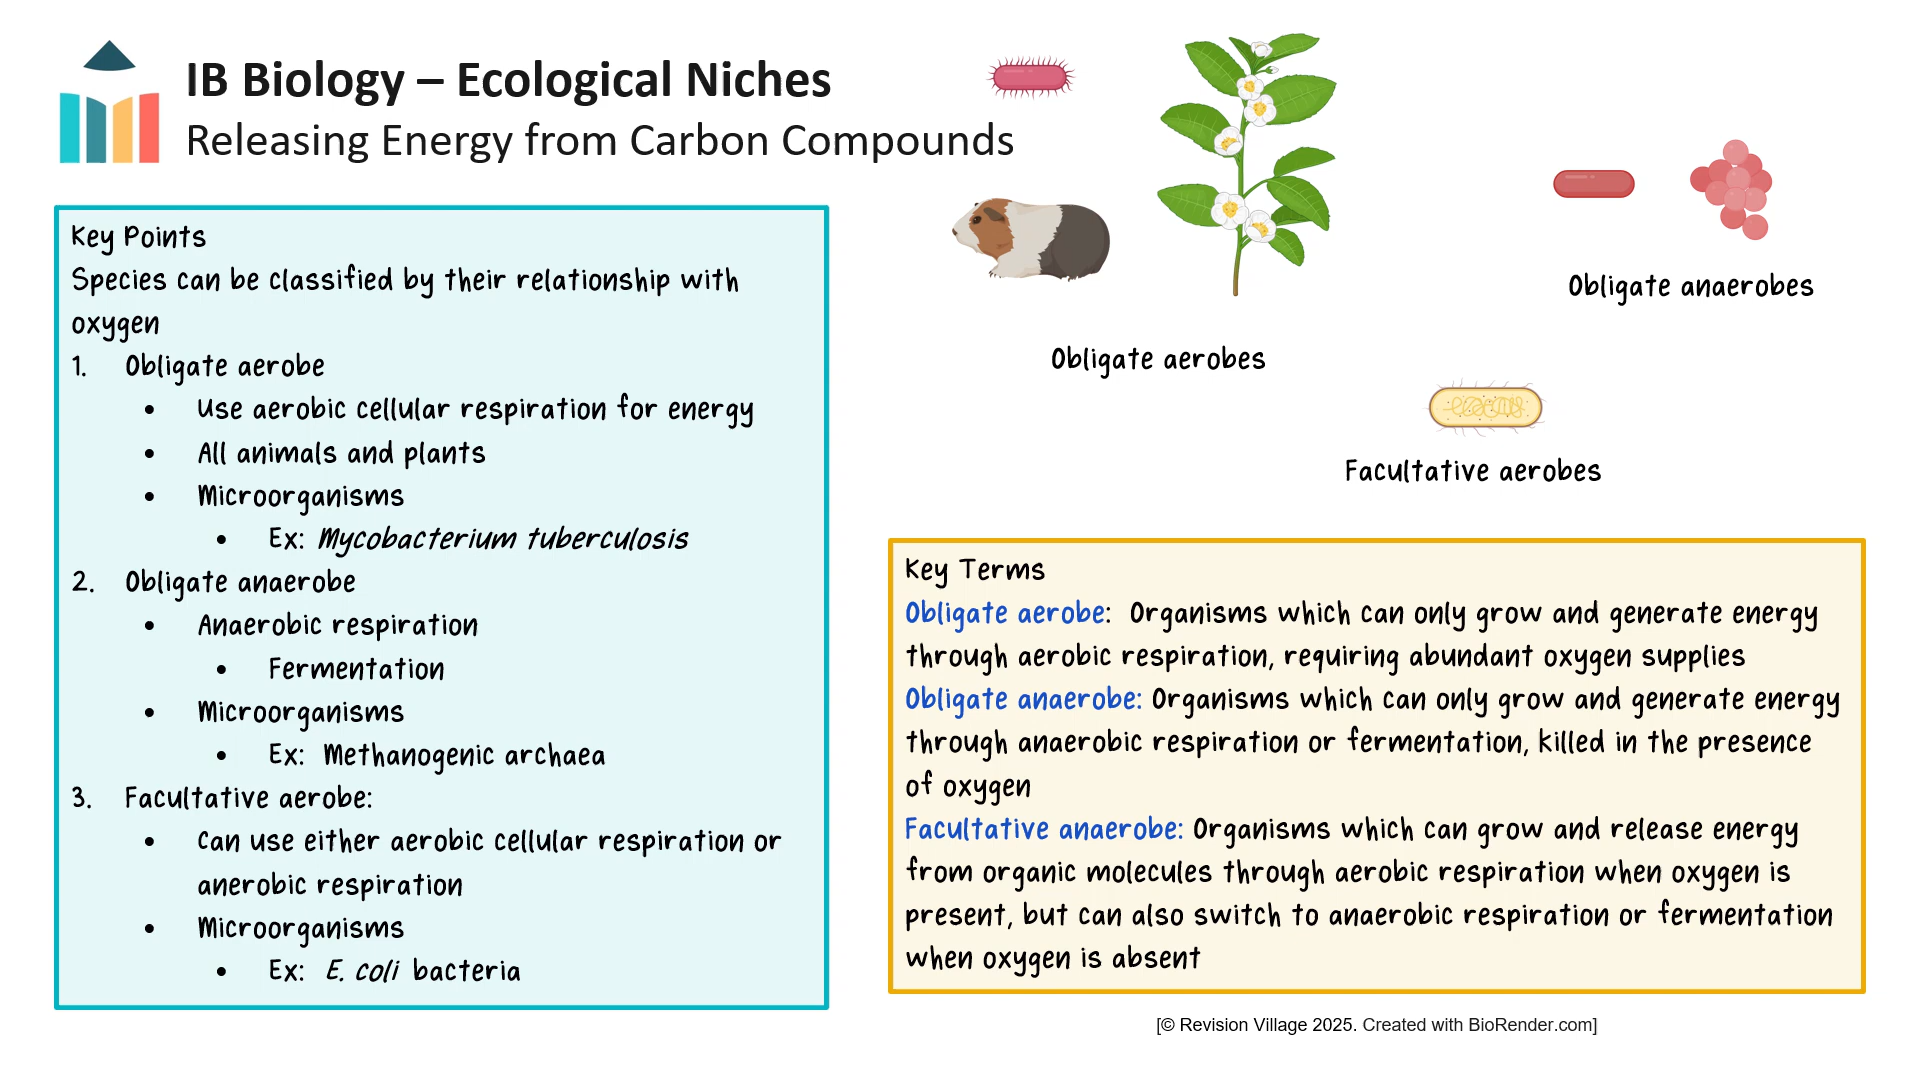 IB Biology – Ecological Niches
Releasing Energy from Carbon Compounds
Key Points
Species can be classified by their relationship with
oxygen
1. Obligate aerobe
• Use aerobic cellular respiration for energy
• All animals and plants
• Microorganisms
• Ex: Mycobacterium tuberculosis
2. Obligate anaerobe
• Anaerobic respiration
• Fermentation
• Microorganisms
• Ex: Methanogenic archaea
3. Facultative aerobe:
• Can use either aerobic cellular respiration or
anerobic respiration
• Microorganisms
• Ex: E. coli bacteria
Obligate aerobes
Obligate anaerobes
Facultative aerobes
Key Terms
Obligate aerobe: Organisms which can only grow and generate energy
through aerobic respiration, requiring abundant oxygen supplies
Obligate anaerobe: Organisms which can only grow and generate energy
through anaerobic respiration or fermentation, killed in the presence
of oxygen
Facultative anaerobe: Organisms which can grow and release energy
from organic molecules through aerobic respiration when oxygen is
present, but can also switch to anaerobic respiration or fermentation
when oxygen is absent
[© Revision Village 2025. Created with BioRender.com]